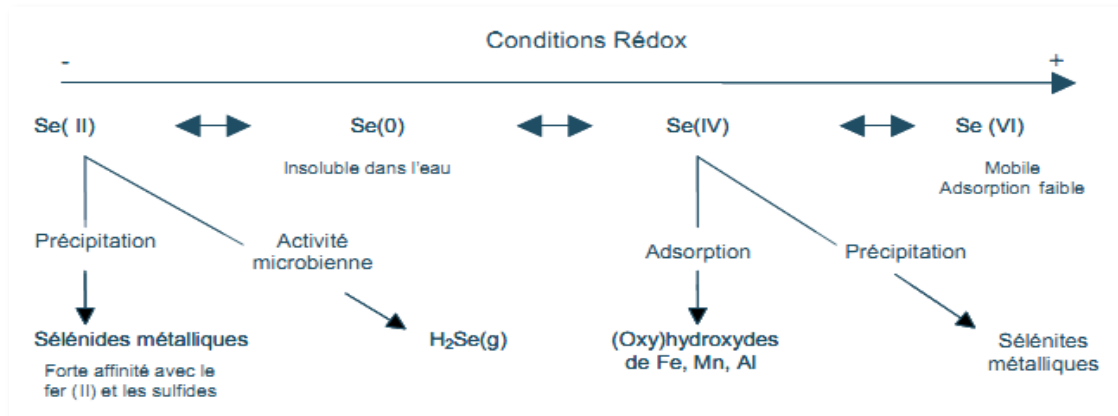 Conditions Rédox
- +
Se( II) Se(0) Se(IV) Se (VI)
Insoluble dans l'eau
Mobile
Adsorption faible
Précipitation
Activité
microbienne
Adsorption
Précipitation
Sélénides métalliques
Forte affinité avec le
fer (II) et les sulfides
H₂Se(g)
(Oxy)hydroxydes
de Fe, Mn, Al
Sélénites
métalliques